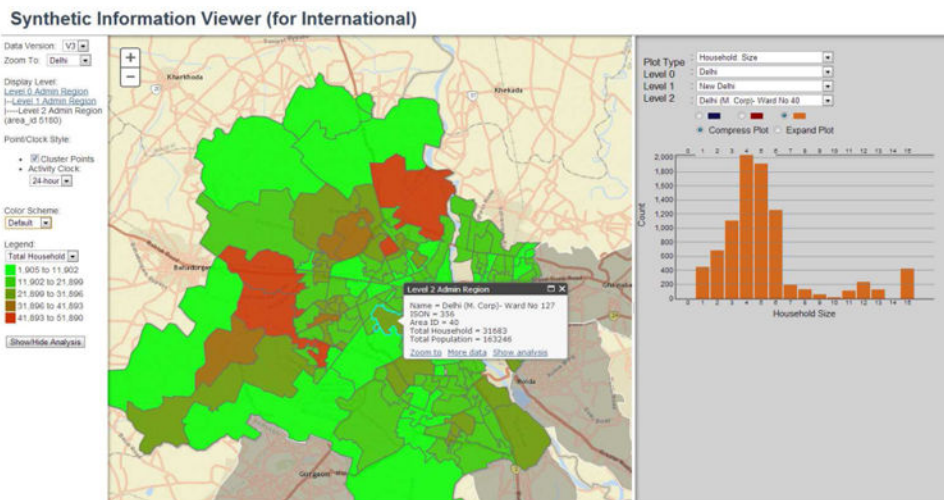 Synthetic Information Viewer (for International)
Data Version: V3
Zoom To: Delhi
Display Level:
Level 0 Admin Region
|--Level 1 Admin Region
|----Level 2 Admin Region
(area_id 5180)
Point/Clock Style:
Cluster Points
Activity Clock:
24-hour
Color Scheme:
Default
Legend:
Total Household
1,905 to 11,902
11,902 to 21,899
21,899 to 31,896
31,896 to 41,893
41,893 to 51,890
Show/Hide Analysis
+
−
Kharkhoda
Khekada
Bahadurgarh
Noida
Gurgaon
Level 2 Admin Region
Name = Delhi (M. Corp)- Ward No 127
ISON = 356
Area ID = 40
Total Household = 31683
Total Population = 163246
Zoom to More data Show analysis
Plot Type : Household Size
Level 0 : Delhi
Level 1 : New Delhi
Level 2 : Delhi (M. Corp)- Ward No 40
Compress Plot Expand Plot
0 1 2 3 4 5 6 7 8 9 10 11 12 13 14 15
2,000
1,800
1,600
1,400
1,200
1,000
800
600
400
200
0
Count
0 1 2 3 4 5 6 7 8 9 10 11 12 13 14 15
Household Size